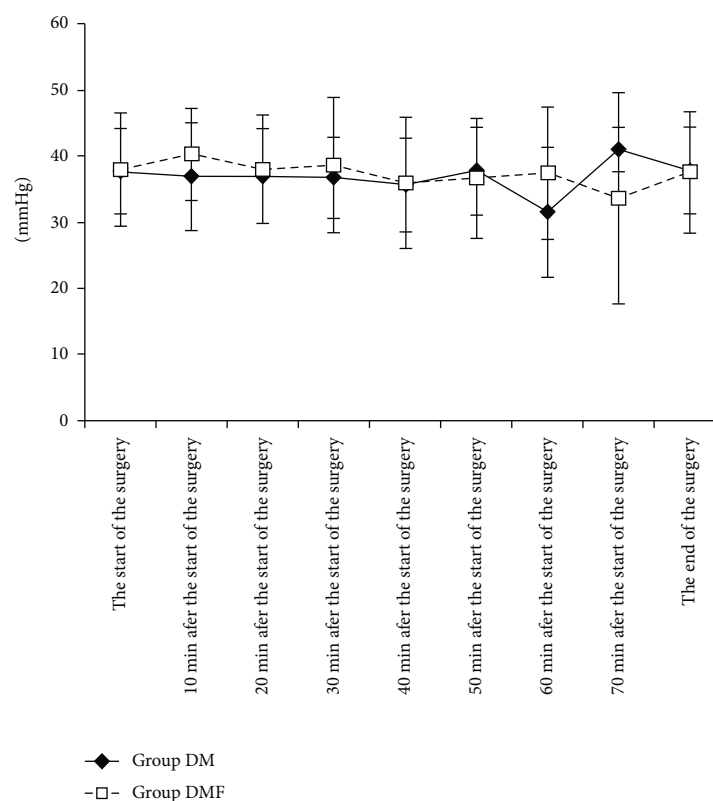 60
50
40
30
20
10
0
(mmHg)
The start of the surgery
10 min afer the start of the surgery
20 min afer the start of the surgery
30 min afer the start of the surgery
40 min afer the start of the surgery
50 min afer the start of the surgery
60 min afer the start of the surgery
70 min afer the start of the surgery
The end of the surgery
Group DM
Group DMF